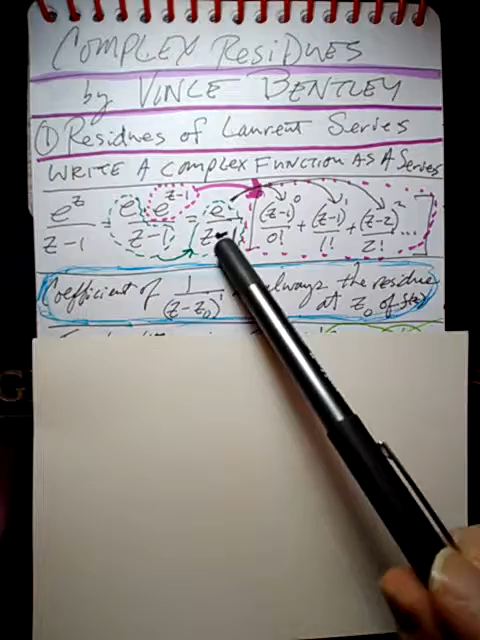 COMPLEX RESIDUES
by VINCE BENTLEY
① Residues of Laurent Series
WRITE A COMPLEX FUNCTION AS A SERIES
e^z/(z-1) = e e^(z-1)/(z-1) = e/(z-1) [(z-1)^0/0! + (z-1)^1/1! + (z-2)^2/2! ...]
Coefficient of 1/(z-z₀)^1 always the residue
at z₀ of f(z)